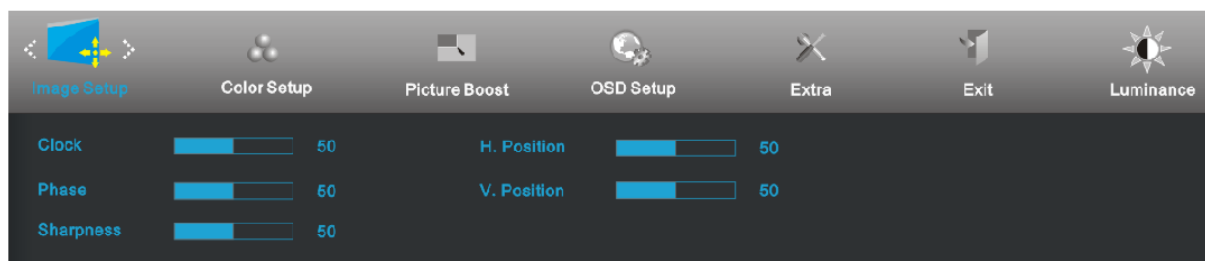 Image Setup Color Setup Picture Boost OSD Setup Extra Exit Luminance
Clock 50 H. Position 50
Phase 50 V. Position 50
Sharpness 50